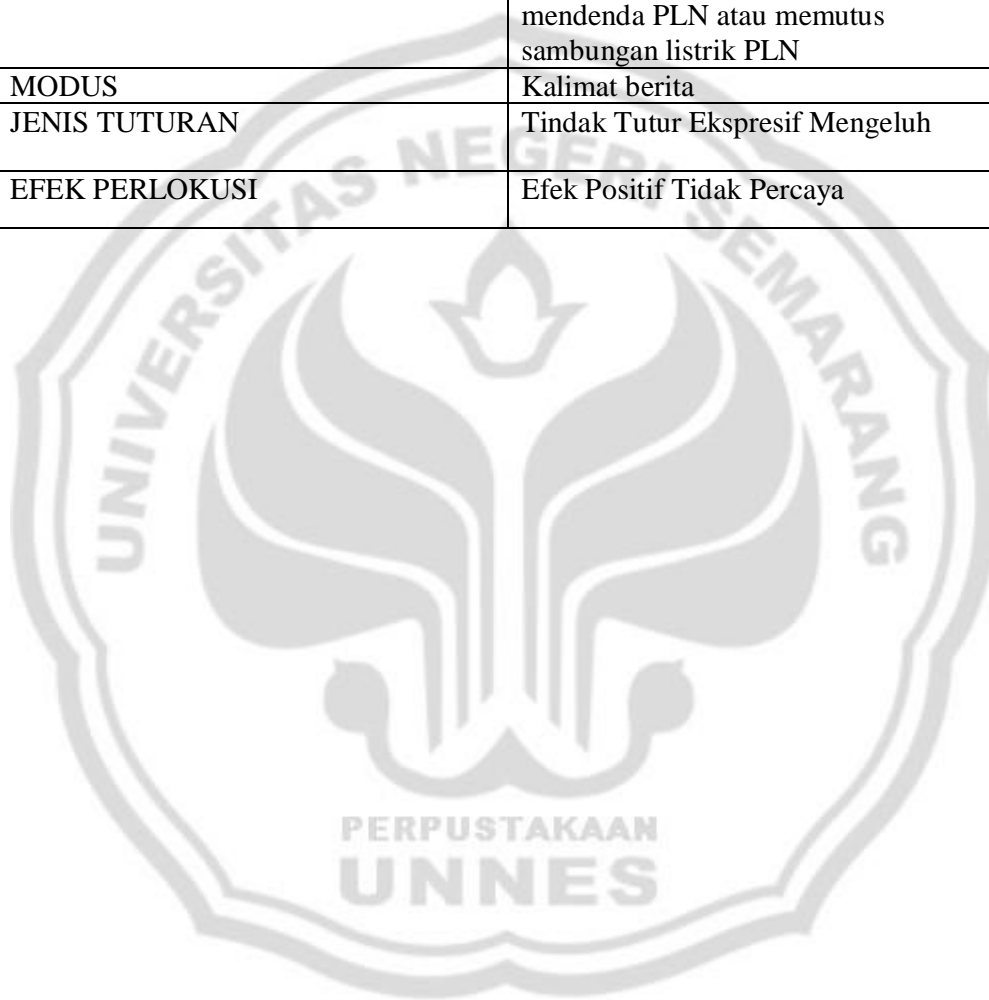 mendenda PLN atau memutus
sambungan listrik PLN
MODUS Kalimat berita
JENIS TUTURAN Tindak Tutur Ekspresif Mengeluh
EFEK PERLOKUSI Efek Positif Tidak Percaya
UNIVERSITAS NEGERI SEMARANG
PERPUSTAKAAN
UNNES